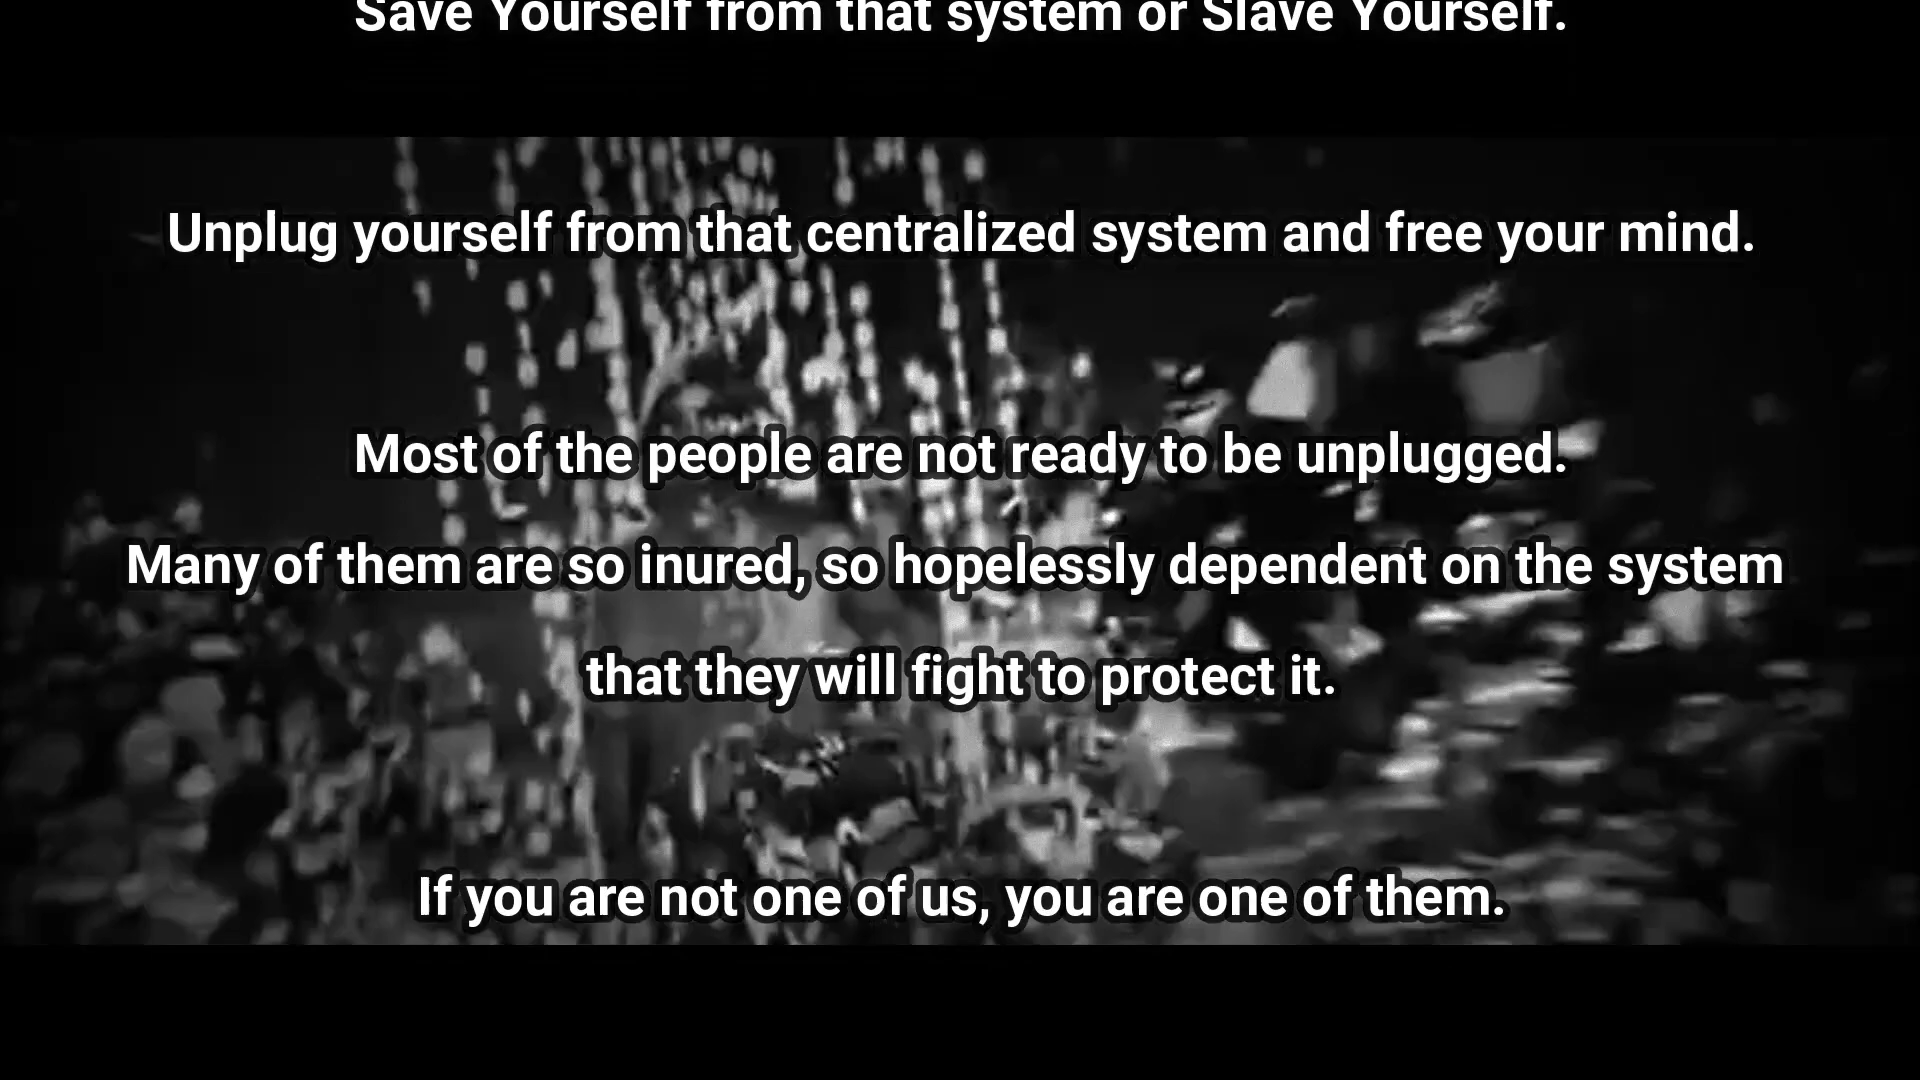 Save Yourself from that system or Slave Yourself.
Unplug yourself from that centralized system and free your mind.
Most of the people are not ready to be unplugged.
Many of them are so inured, so hopelessly dependent on the system
that they will fight to protect it.
If you are not one of us, you are one of them.